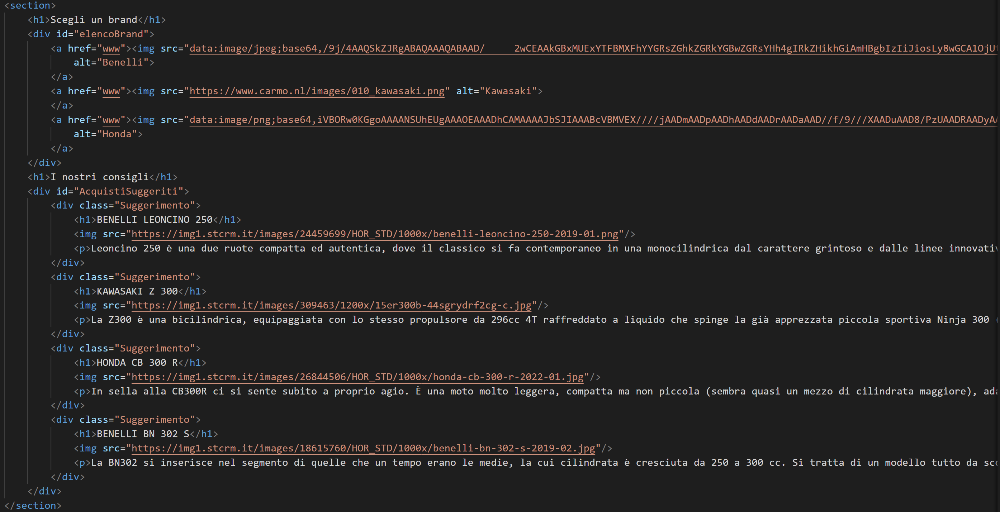 <section>
<h1>Scegli un brand</h1>
<div id="elencoBrand">
<a href="www"><img src="data:image/jpeg;base64,/9j/4AAQSkZJRgABAQAAAQABAAD/     2wCEAAkGBxMUExYTFBMXFhYYGRsZGhkZGRkYGBwZGRsYHh4gIRkZHikhGiAmHBgbIzIiJiosLy8wGCA1OjU
alt="Benelli">
</a>
<a href="www"><img src="https://www.carmo.nl/images/010_kawasaki.png" alt="Kawasaki">
</a>
<a href="www"><img src="data:image/png;base64,iVBORw0KGgoAAAANSUhEUgAAAOEAAADhCAMAAAAJbSJIAAABcVBMVEX////jAADmAADpAADhAADdAADrAADaAAD//f/9///XAADuAAD8/PzUAADRAADyA
alt="Honda">
</a>
</div>
<h1>I nostri consigli</h1>
<div id="AcquistiSuggeriti">
<div class="Suggerimento">
<h1>BENELLI LEONCINO 250</h1>
<img src="https://img1.stcrm.it/images/24459699/HOR_STD/1000x/benelli-leoncino-250-2019-01.png"/>
<p>Leoncino 250 è una due ruote compatta ed autentica, dove il classico si fa contemporaneo in una monocilindrica dal carattere grintoso e dalle linee innovativ
</div>
<div class="Suggerimento">
<h1>KAWASAKI Z 300</h1>
<img src="https://img1.stcrm.it/images/309463/1200x/15er300b-44sgrydrf2cg-c.jpg"/>
<p>La Z300 è una bicilindrica, equipaggiata con lo stesso propulsore da 296cc 4T raffreddato a liquido che spinge la già apprezzata piccola sportiva Ninja 300 (
</div>
<div class="Suggerimento">
<h1>HONDA CB 300 R</h1>
<img src="https://img1.stcrm.it/images/26844506/HOR_STD/1000x/honda-cb-300-r-2022-01.jpg"/>
<p>In sella alla CB300R ci si sente subito a proprio agio. È una moto molto leggera, compatta ma non piccola (sembra quasi un mezzo di cilindrata maggiore), ada
</div>
<div class="Suggerimento">
<h1>BENELLI BN 302 S</h1>
<img src="https://img1.stcrm.it/images/18615760/HOR_STD/1000x/benelli-bn-302-s-2019-02.jpg"/>
<p>La BN302 si inserisce nel segmento di quelle che un tempo erano le medie, la cui cilindrata è cresciuta da 250 a 300 cc. Si tratta di un modello tutto da sco
</div>
</div>
</section>